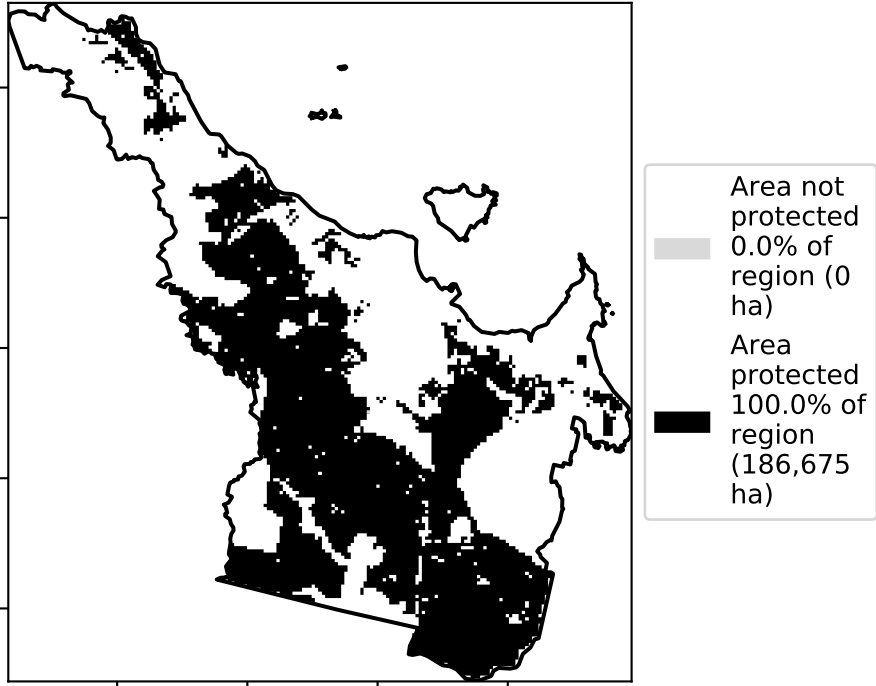 Area not
protected
0.0% of
region (0
ha)
Area
protected
100.0% of
region
(186,675
ha)